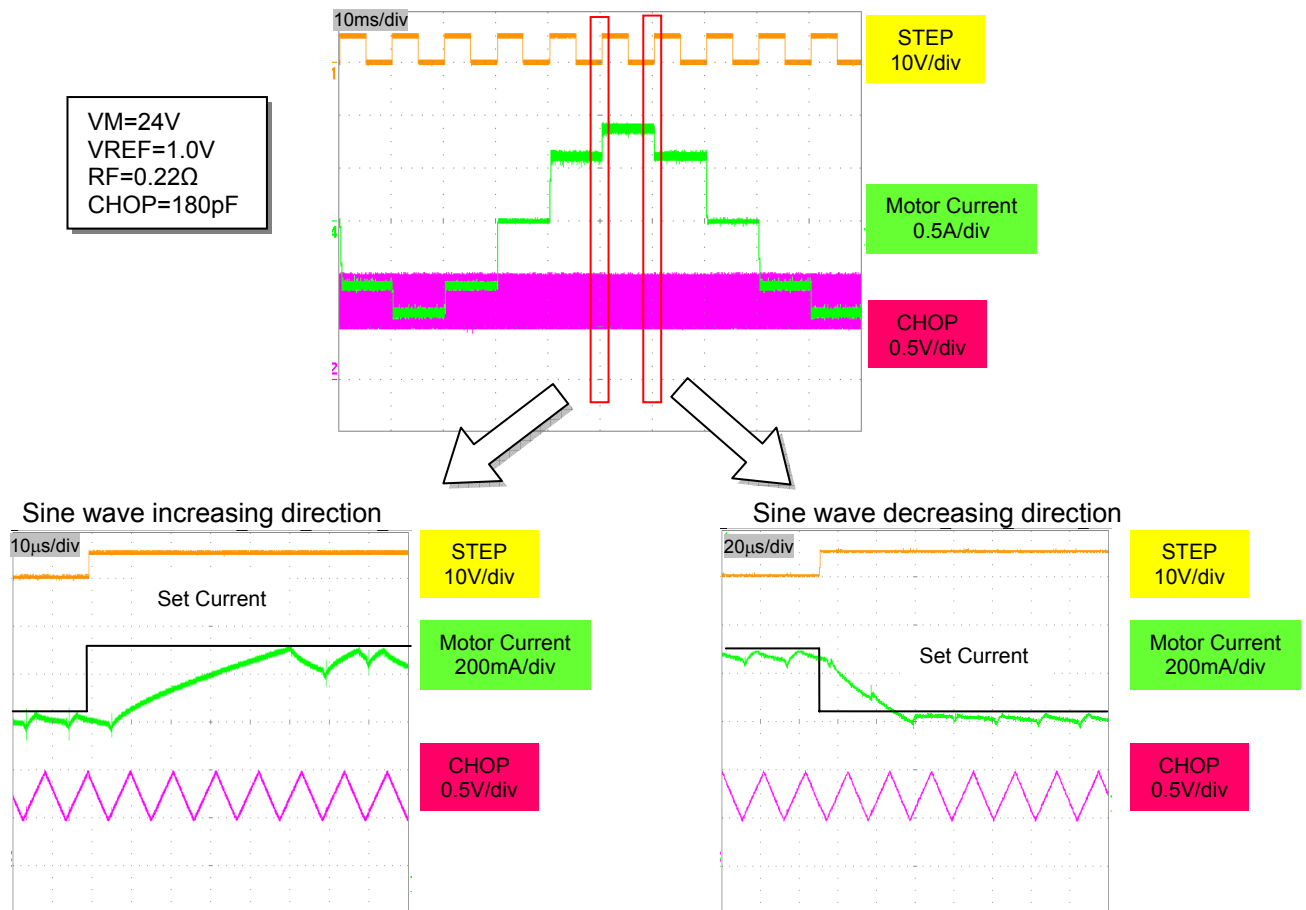 10ms/div
STEP
10V/div
1
VM=24V
VREF=1.0V
RF=0.22Ω
CHOP=180pF
Motor Current
0.5A/div
4
CHOP
0.5V/div
2
Sine wave increasing direction
10μs/div
STEP
10V/div
Set Current
Motor Current
200mA/div
CHOP
0.5V/div
Sine wave decreasing direction
20μs/div
STEP
10V/div
Set Current
Motor Current
200mA/div
CHOP
0.5V/div